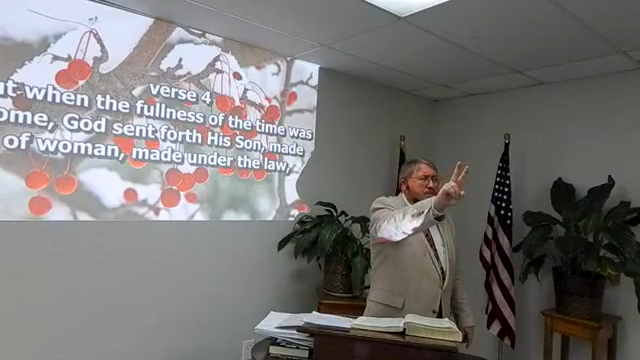 verse 4
ut when the fullness of the time was
ome, God sent forth His Son, made
of woman, made under the law,